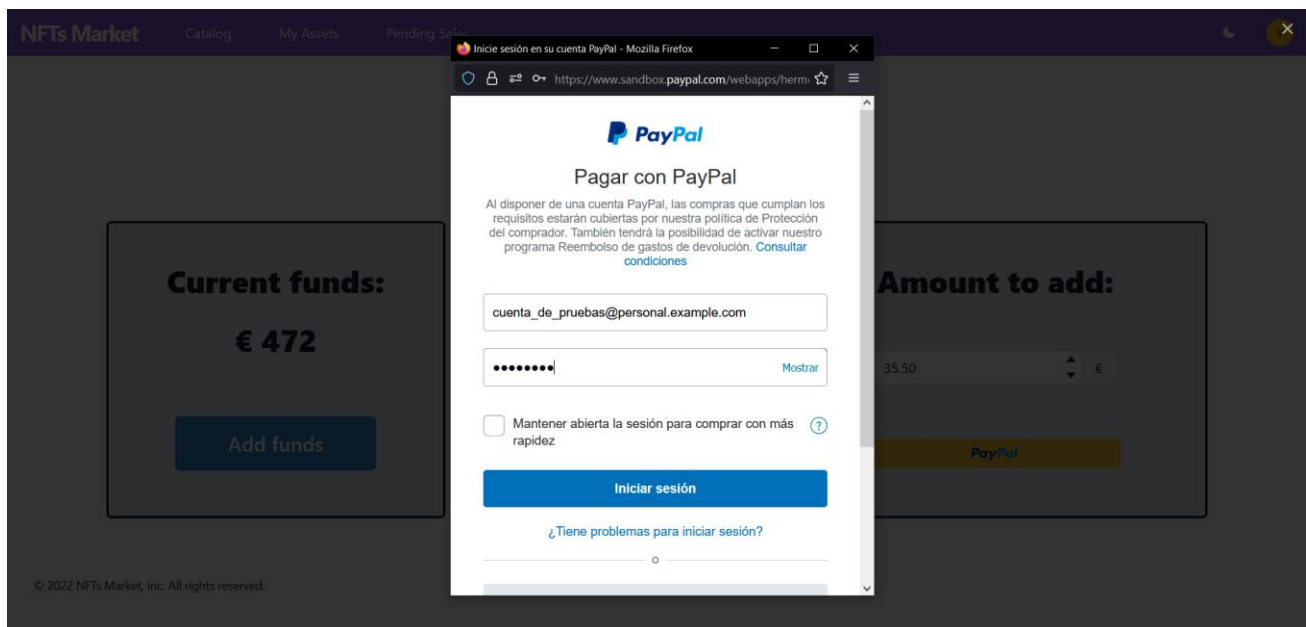 NFTs Market Catalog My Assets Pending Sales
Inicie sesión en su cuenta PayPal - Mozilla Firefox
https://www.sandbox.paypal.com/webapps/herm
PayPal
Pagar con PayPal
Al disponer de una cuenta PayPal, las compras que cumplan los
requisitos estarán cubiertas por nuestra política de Protección
del comprador. También tendrá la posibilidad de activar nuestro
programa Reembolso de gastos de devolución. Consultar
condiciones
Current funds:
€ 472
Add funds
cuenta_de_pruebas@personal.example.com
•••••••• Mostrar
Mantener abierta la sesión para comprar con más
rapidez
?
Iniciar sesión
¿Tiene problemas para iniciar sesión?
o
Amount to add:
35.50 €
PayPal
© 2022 NFTs Market, Inc. All rights reserved.